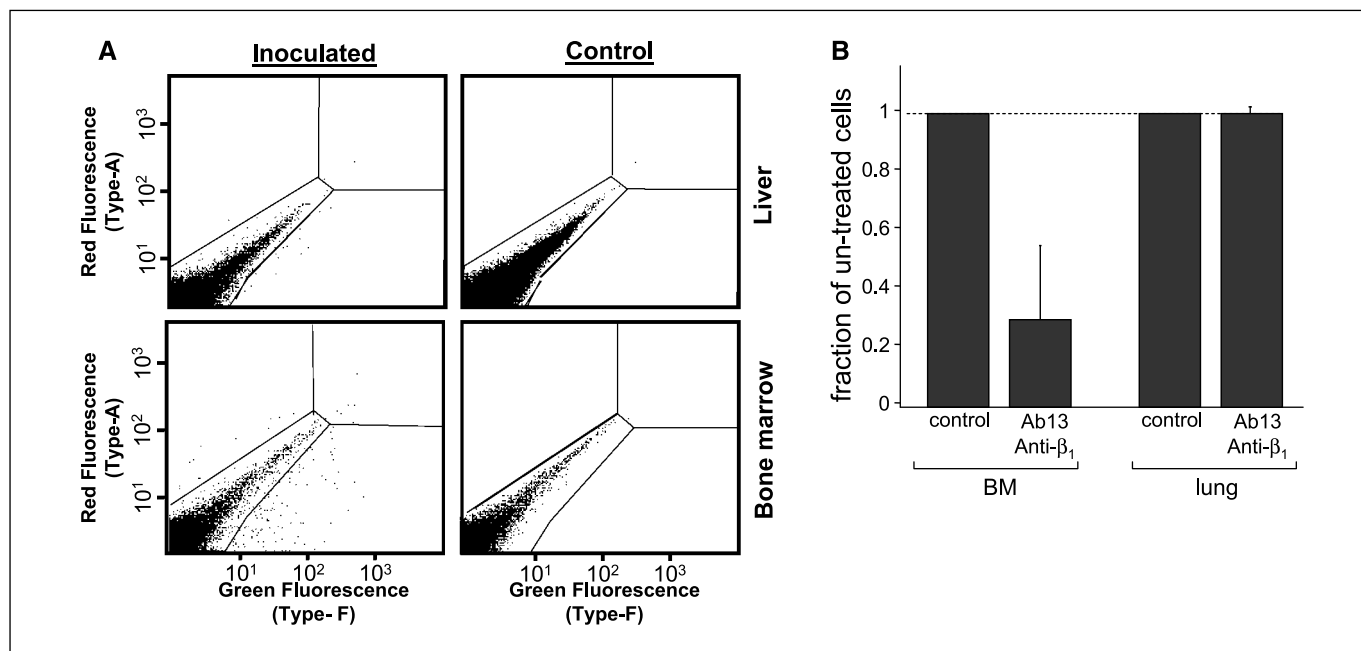 A
Inoculated
Control
Red Fluorescence
(Type-A)
10³
10²
10¹
Liver
Red Fluorescence
(Type-A)
10³
10²
10¹
Bone marrow
10¹ 10² 10³
Green Fluorescence
(Type- F)
10¹ 10² 10³
Green Fluorescence
(Type-F)
B
fraction of un-treated cells
1
0.8
0.6
0.4
0.2
0
control
Ab13
Anti-β₁
control
Ab13
Anti-β₁
BM
lung